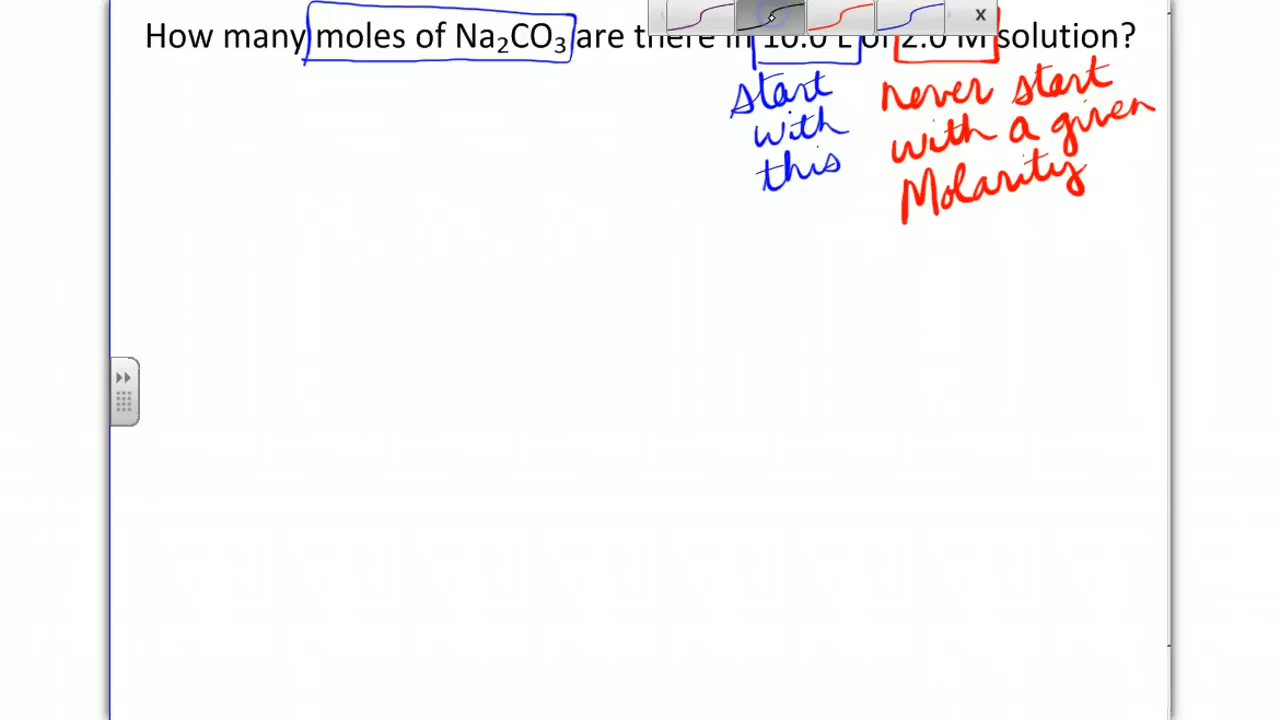 How many moles of Na₂CO₃ are there in 10.0 L of 2.0 M solution?
x
start
with
this
never start
with a given
Molarity